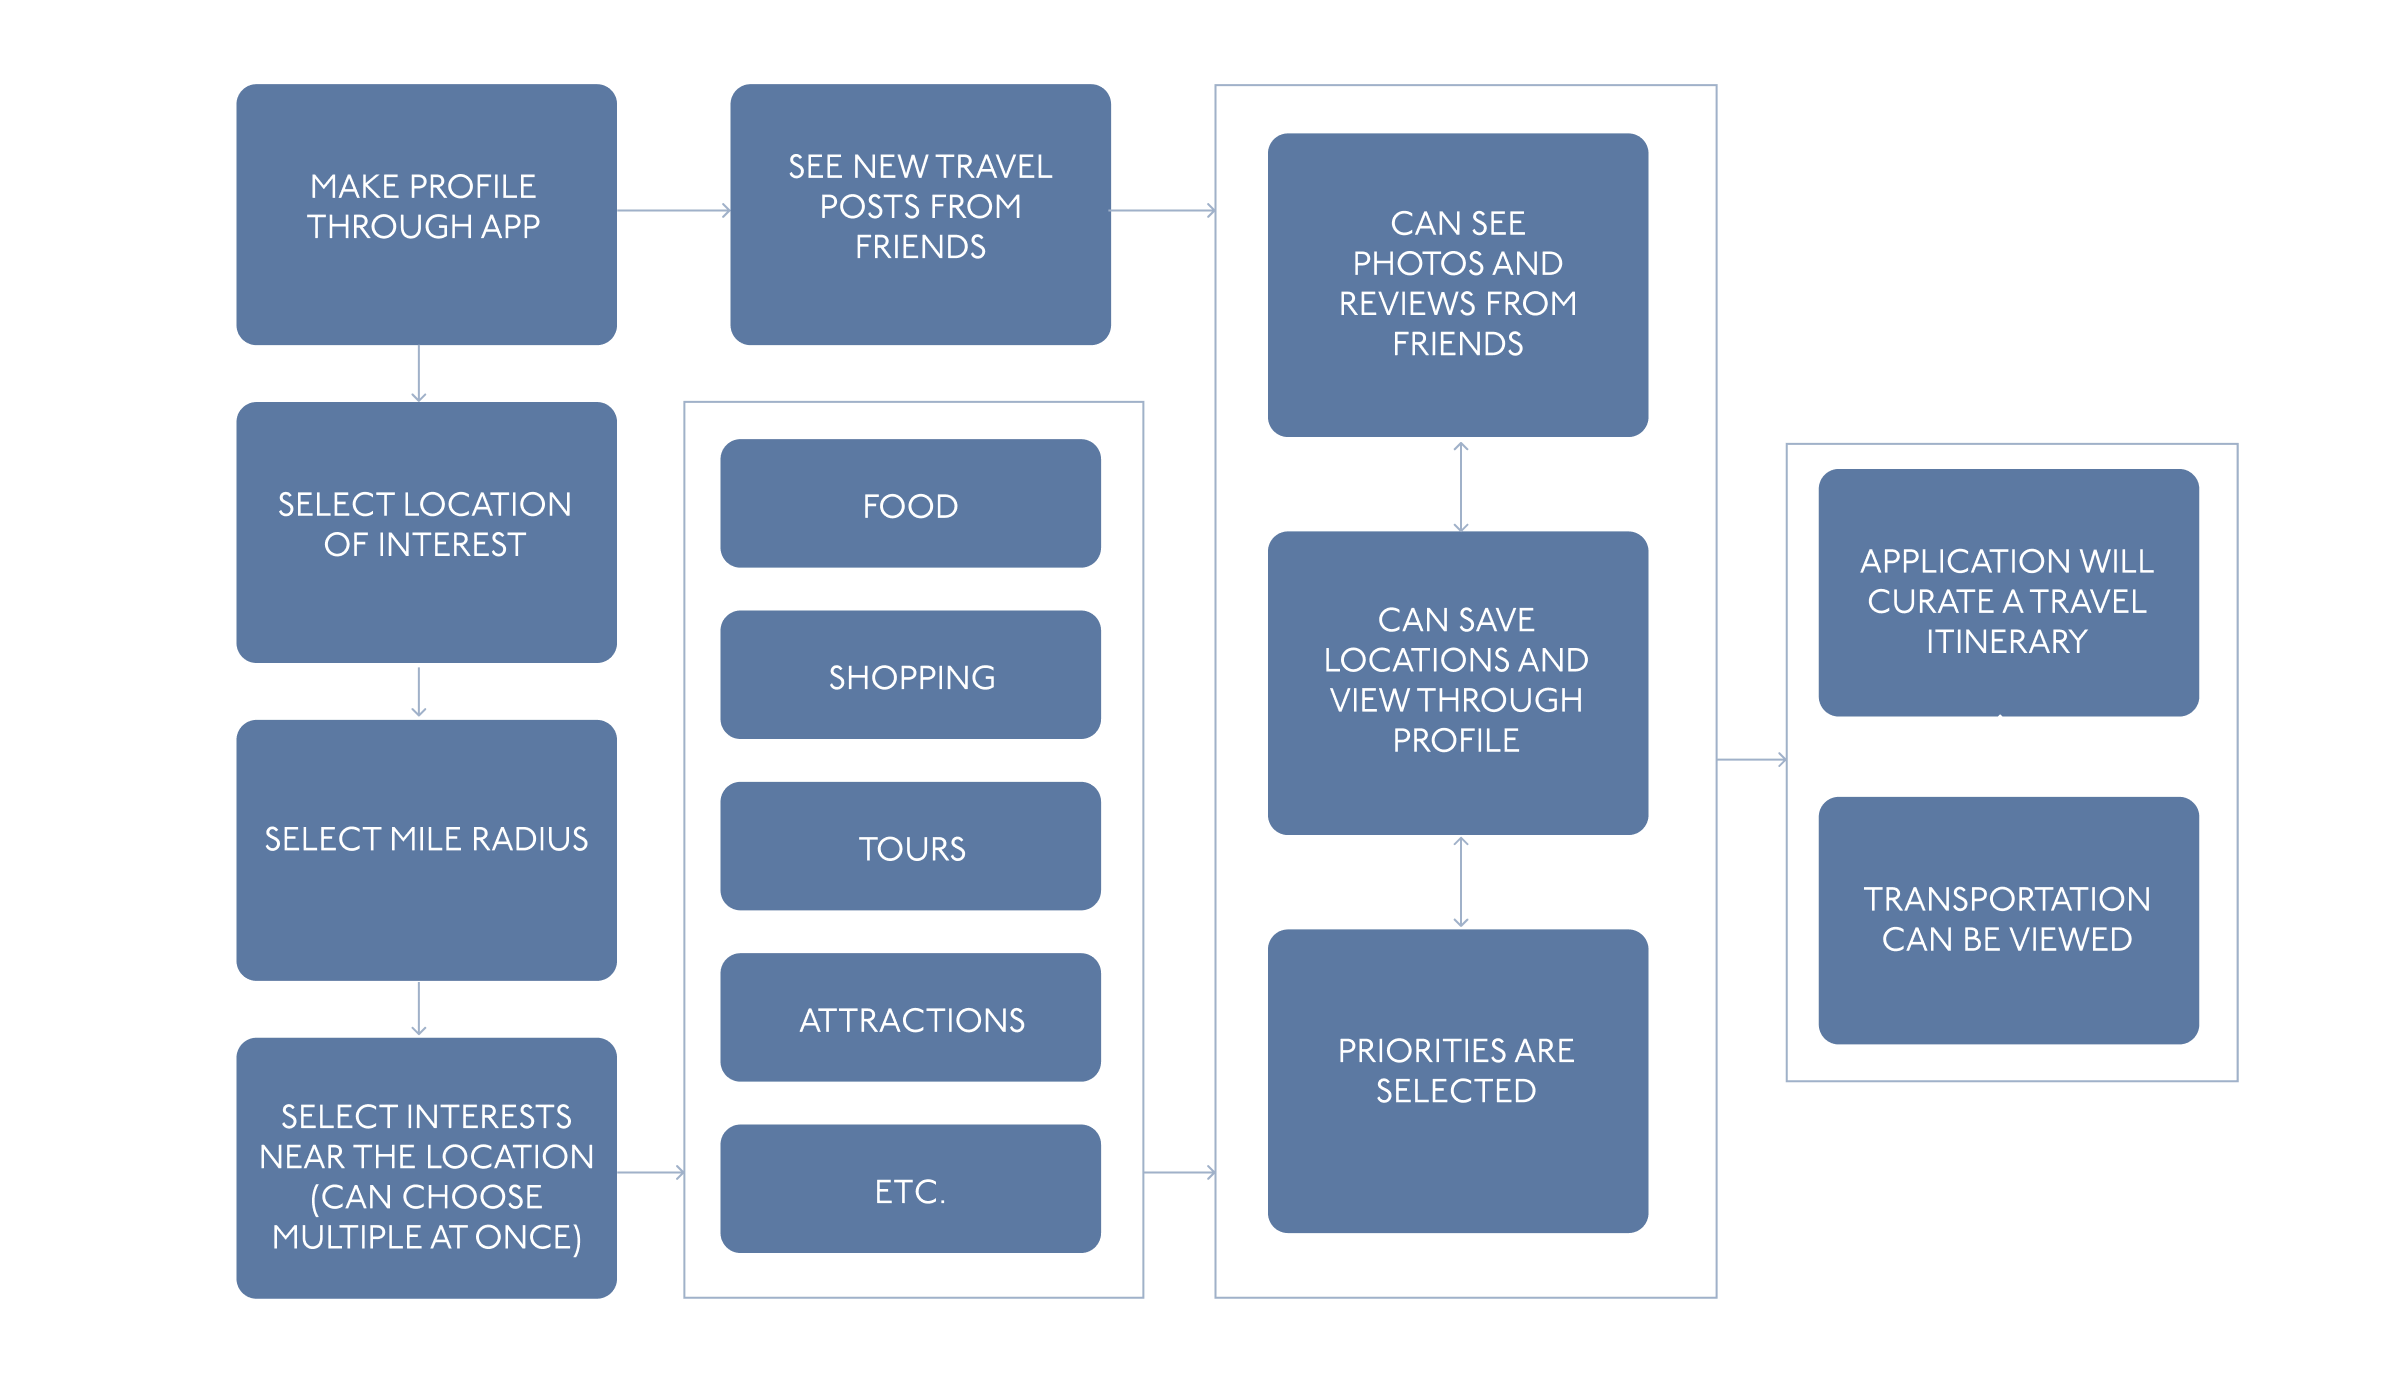 MAKE PROFILE
THROUGH APP
SEE NEW TRAVEL
POSTS FROM
FRIENDS
SELECT LOCATION
OF INTEREST
SELECT MILE RADIUS
SELECT INTERESTS
NEAR THE LOCATION
(CAN CHOOSE
MULTIPLE AT ONCE)
FOOD
SHOPPING
TOURS
ATTRACTIONS
ETC.
CAN SEE
PHOTOS AND
REVIEWS FROM
FRIENDS
CAN SAVE
LOCATIONS AND
VIEW THROUGH
PROFILE
PRIORITIES ARE
SELECTED
APPLICATION WILL
CURATE A TRAVEL
ITINERARY
TRANSPORTATION
CAN BE VIEWED